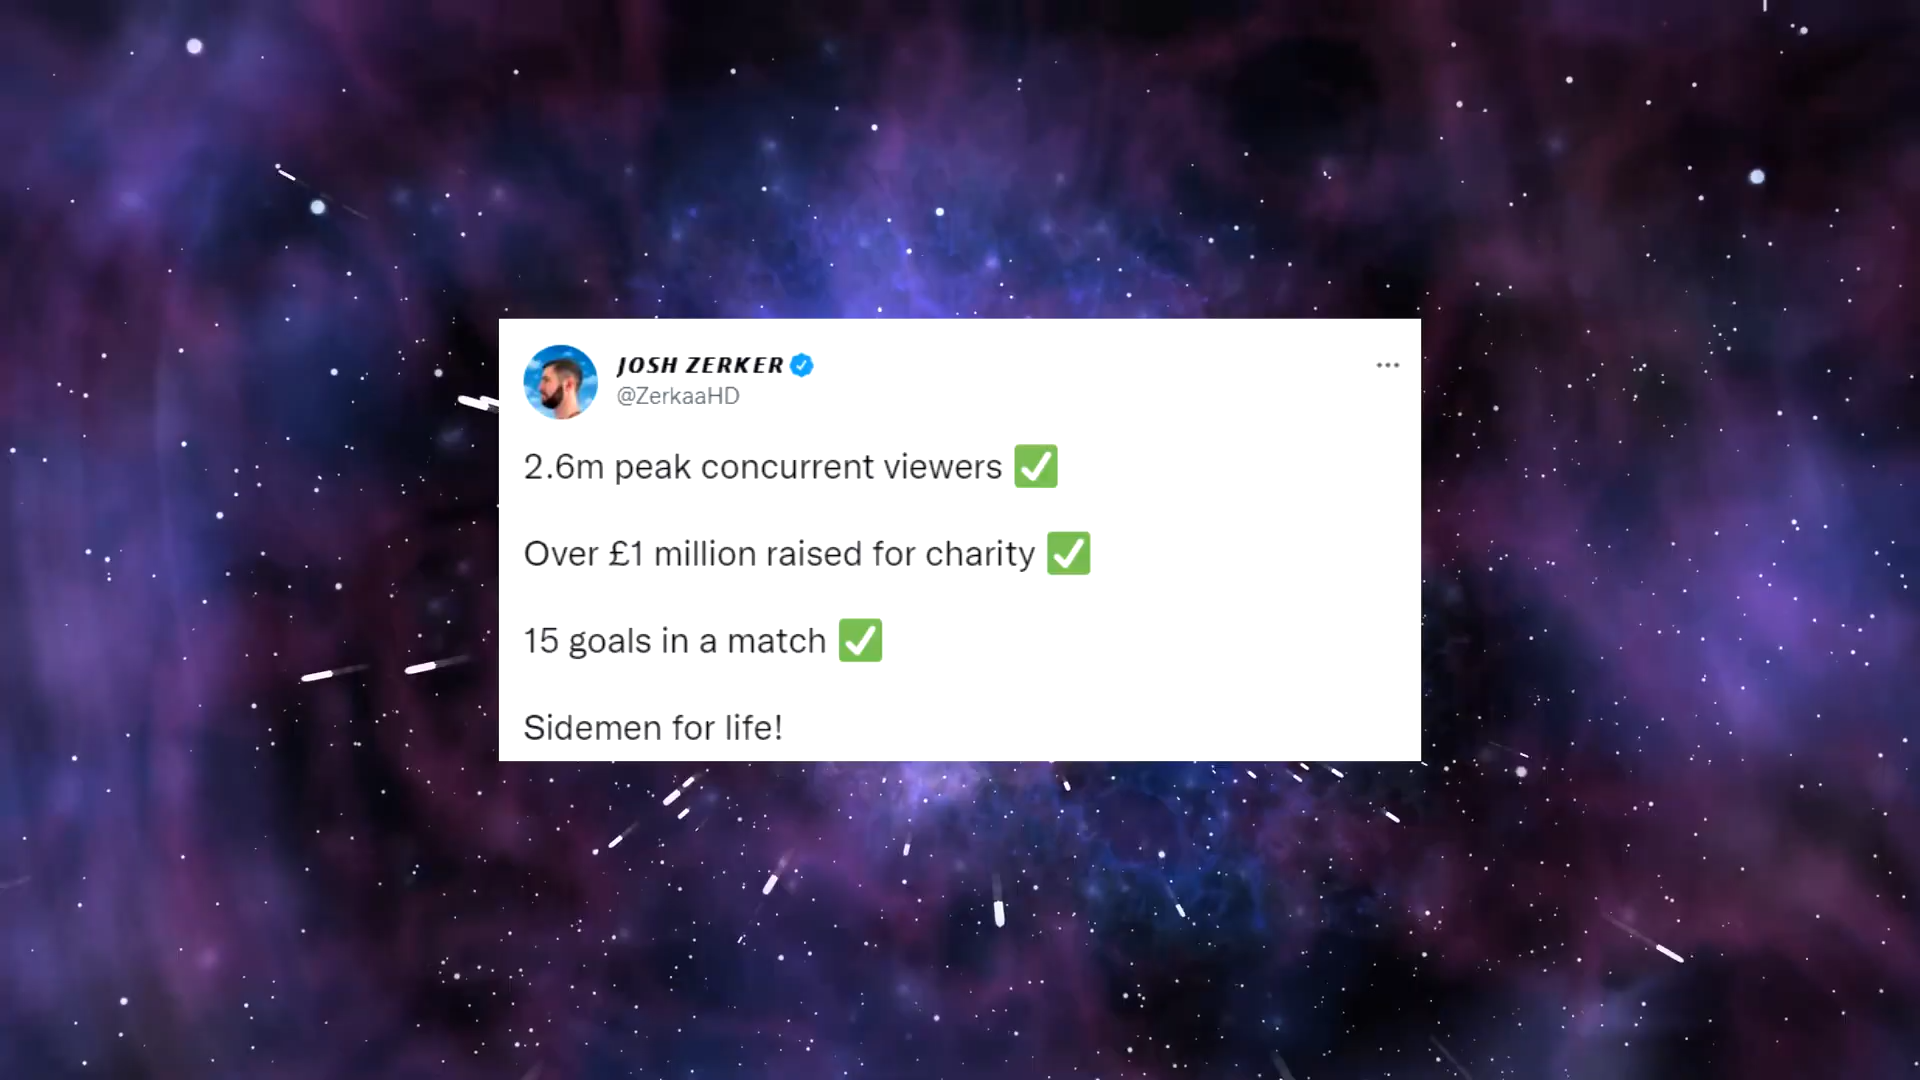 JOSH ZERKER
@ZerkaaHD
2.6m peak concurrent viewers ✅
Over £1 million raised for charity ✅
15 goals in a match ✅
Sidemen for life!